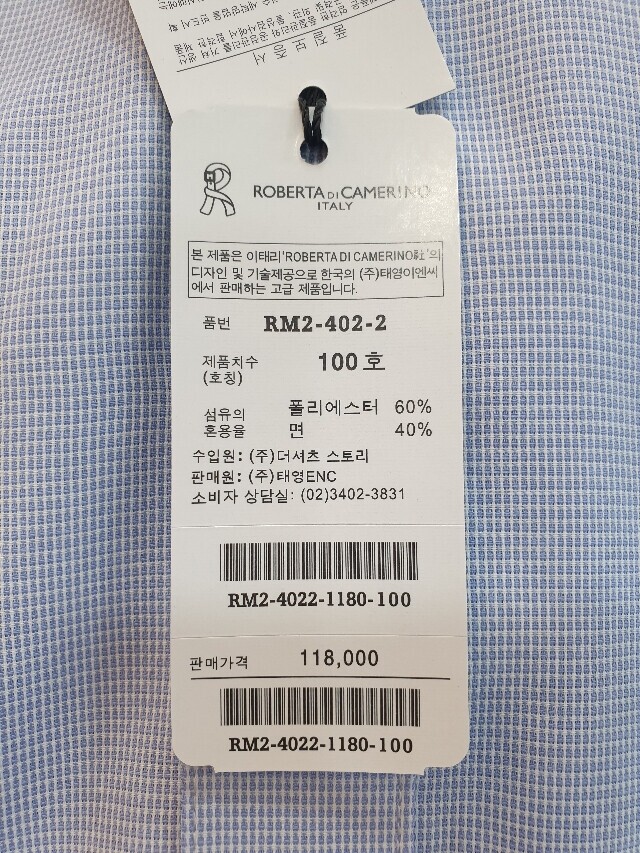 품질보증서
ROBERTA DI CAMERINO
ITALY
본 제품은 이태리'ROBERTA DI CAMERINO社'의
디자인 및 기술제공으로 한국의 (주)태영이엔씨
에서 판매하는 고급 제품입니다.
품번 RM2-402-2
제품치수 100 호
(호칭)
섬유의 폴리에스터 60%
혼용율 면 40%
수입원: (주)더셔츠 스토리
판매원: (주)태영ENC
소비자 상담실: (02)3402-3831
RM2-4022-1180-100
판매가격 118,000
RM2-4022-1180-100